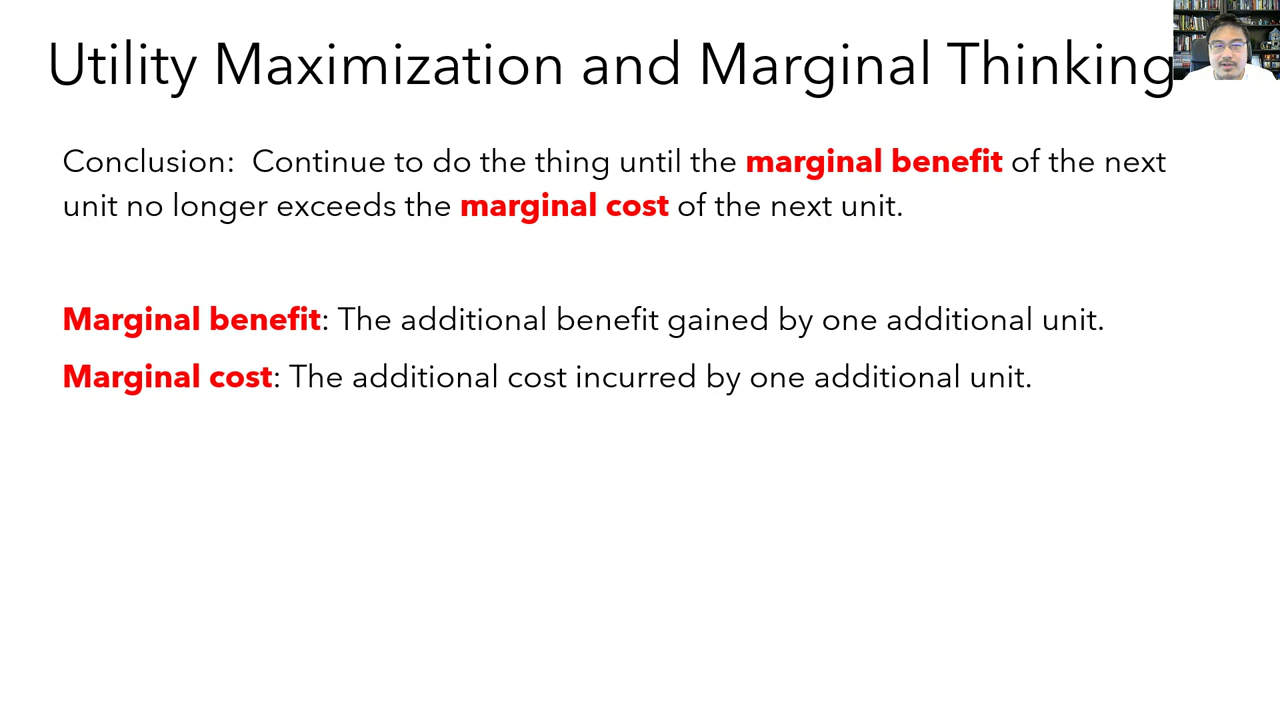 Utility Maximization and Marginal Thinking
Conclusion:  Continue to do the thing until the marginal benefit of the next
unit no longer exceeds the marginal cost of the next unit.
Marginal benefit: The additional benefit gained by one additional unit.
Marginal cost: The additional cost incurred by one additional unit.